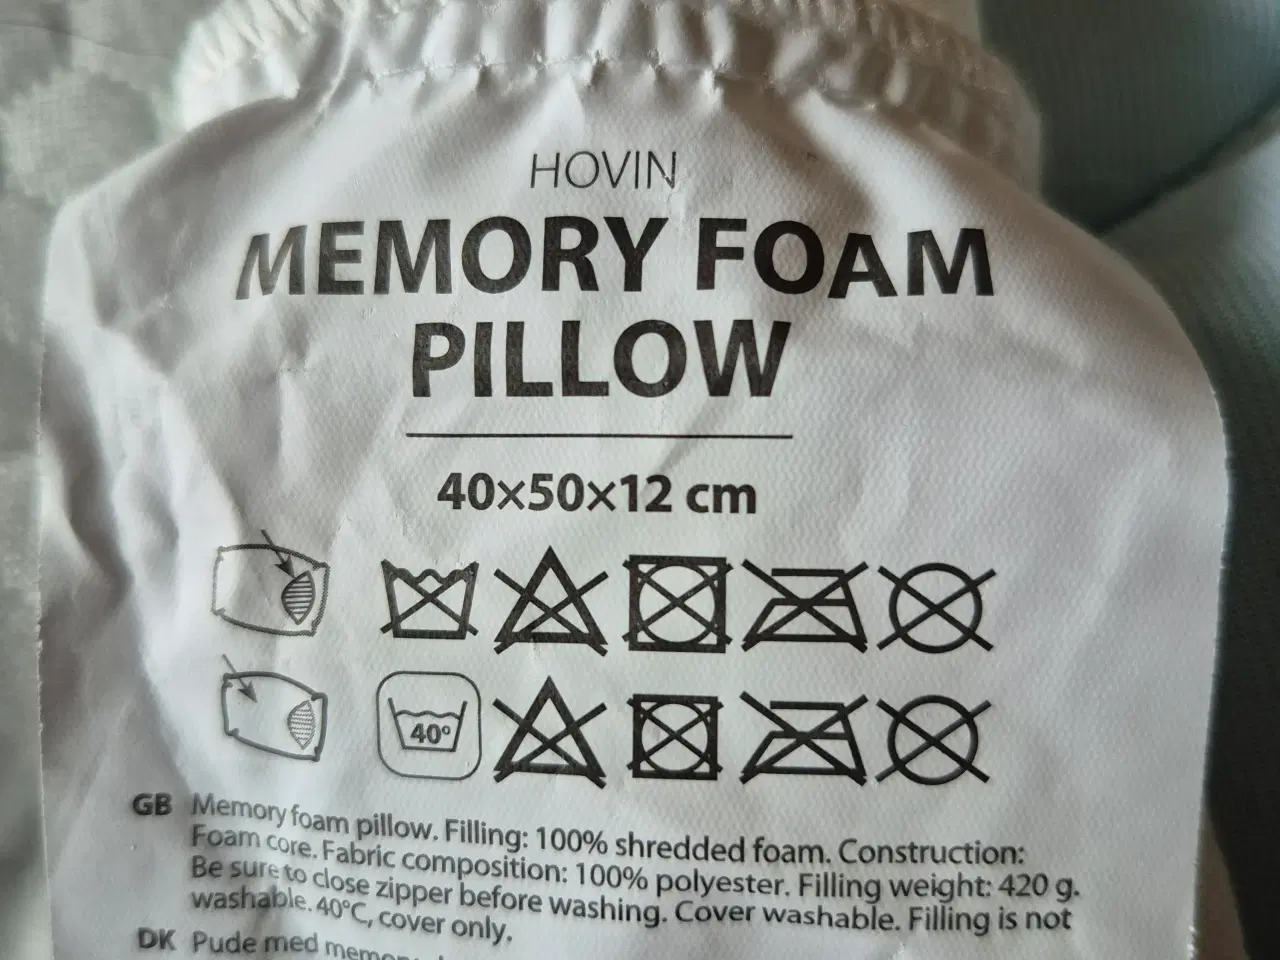 HOVIN
MEMORY FOAM
PILLOW
40×50×12 cm
40°
GB Memory foam pillow. Filling: 100% shredded foam. Construction:
Foam core. Fabric composition: 100% polyester. Filling weight: 420 g.
Be sure to close zipper before washing. Cover washable. Filling is not
washable. 40°C, cover only.
DK Pude med